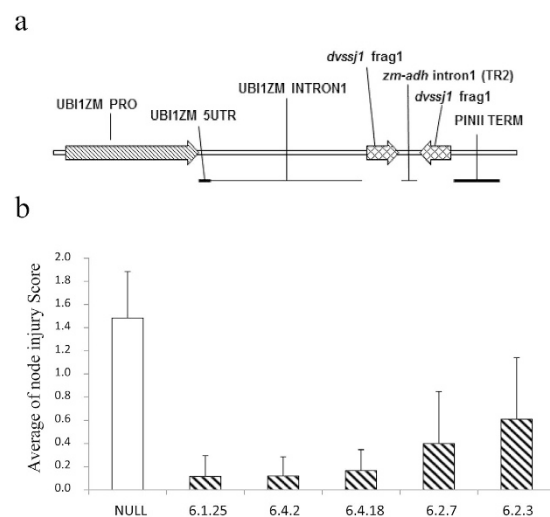 a
dvssj1 frag1
zm-adh intron1 (TR2)
UBI1ZM INTRON1
dvssj1 frag1
UBI1ZM PRO
PINII TERM
UBI1ZM 5UTR
b
Average of node injury Score
2.0
1.8
1.6
1.4
1.2
1.0
0.8
0.6
0.4
0.2
0.0
NULL 6.1.25 6.4.2 6.4.18 6.2.7 6.2.3